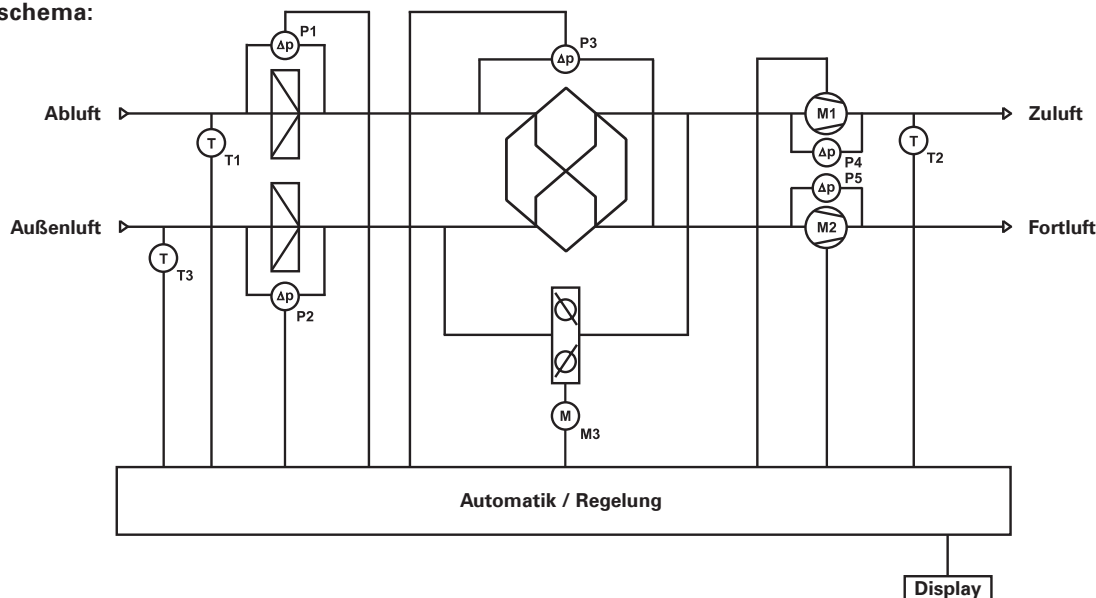 schema:
P1
Δp
P3
Δp
Abluft
M1
Zuluft
T
T1
Δp
P4
T
T2
Δp
P5
Außenluft
M2
Fortluft
T
T3
Δp
P2
M
M3
Automatik / Regelung
Display